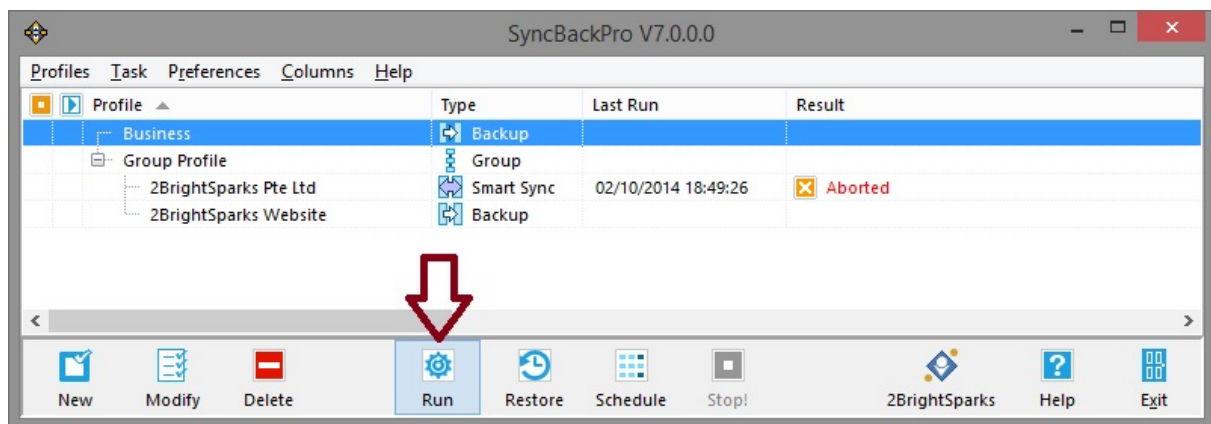 SyncBackPro V7.0.0.0
Profiles Task Preferences Columns Help
Profile Type Last Run Result
Business Backup
Group Profile Group
2BrightSparks Pte Ltd Smart Sync 02/10/2014 18:49:26 Aborted
2BrightSparks Website Backup
New Modify Delete Run Restore Schedule Stop! 2BrightSparks Help Exit